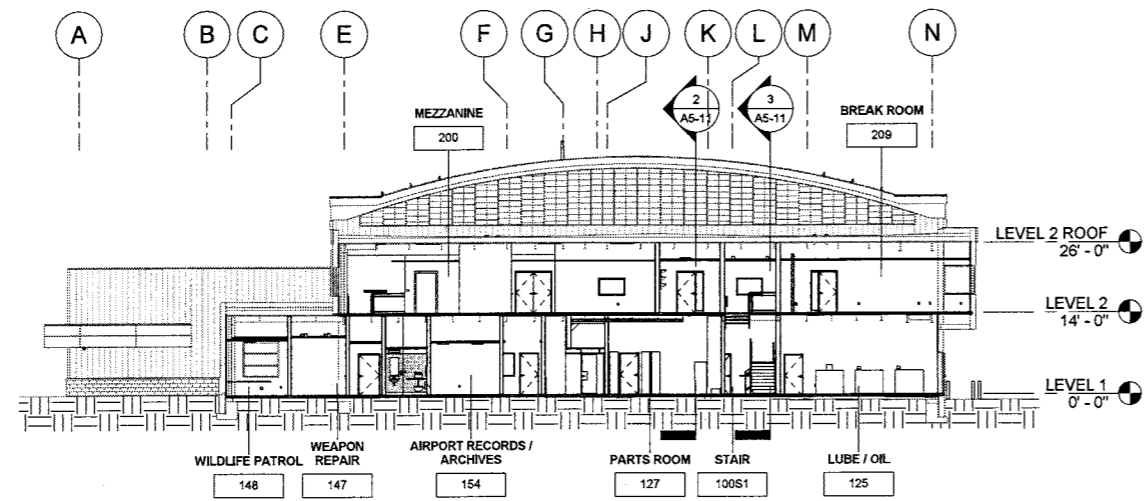 A B C E F G H J K L M N
2
A5-11
3
A5-11
MEZZANINE
200
BREAK ROOM
209
LEVEL 2 ROOF
26' - 0"
LEVEL 2
14' - 0"
LEVEL 1
0' - 0"
WILDLIFE PATROL
148
WEAPON
REPAIR
147
AIRPORT RECORDS /
ARCHIVES
154
PARTS ROOM
127
STAIR
100S1
LUBE / OIL
125